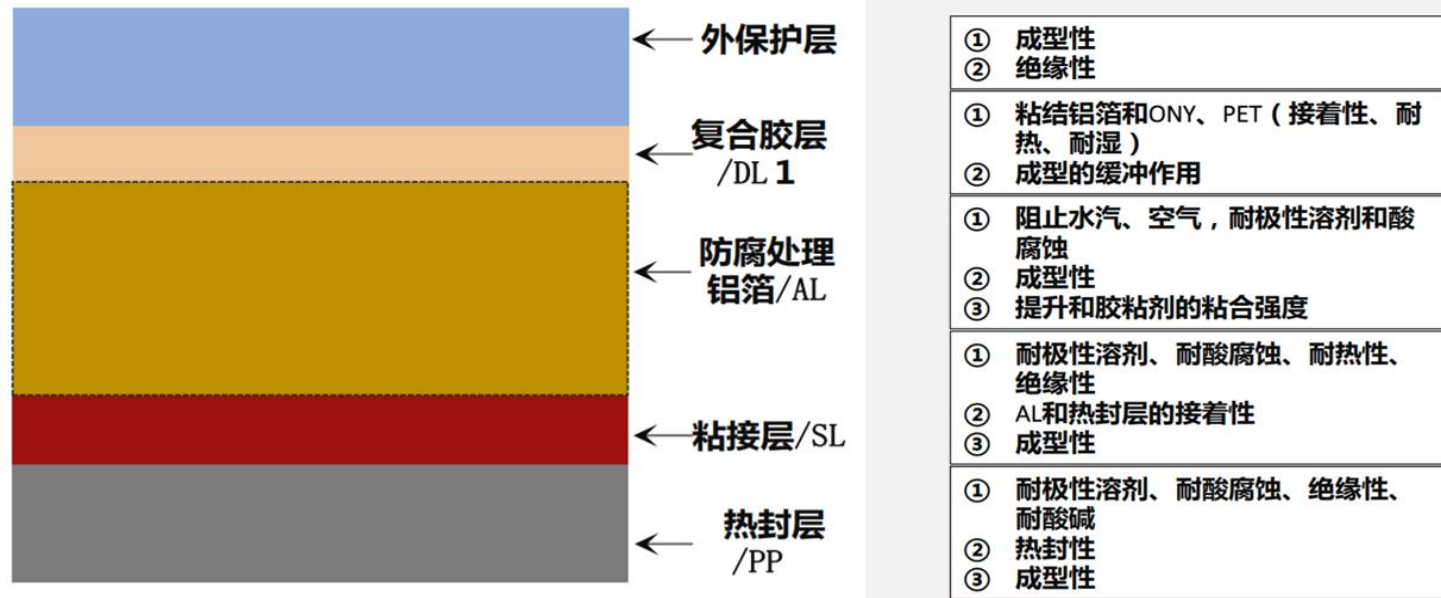 外保护层
复合胶层
/DL 1
防腐处理
铝箔/AL
粘接层/SL
热封层
/PP
① 成型性
② 绝缘性
① 粘结铝箔和ONY、PET（接着性、耐
热、耐湿）
② 成型的缓冲作用
① 阻止水汽、空气，耐极性溶剂和酸
腐蚀
② 成型性
③ 提升和胶粘剂的粘合强度
① 耐极性溶剂、耐酸腐蚀、耐热性、
绝缘性
② AL和热封层的接着性
③ 成型性
① 耐极性溶剂、耐酸腐蚀、绝缘性、
耐酸碱
② 热封性
③ 成型性